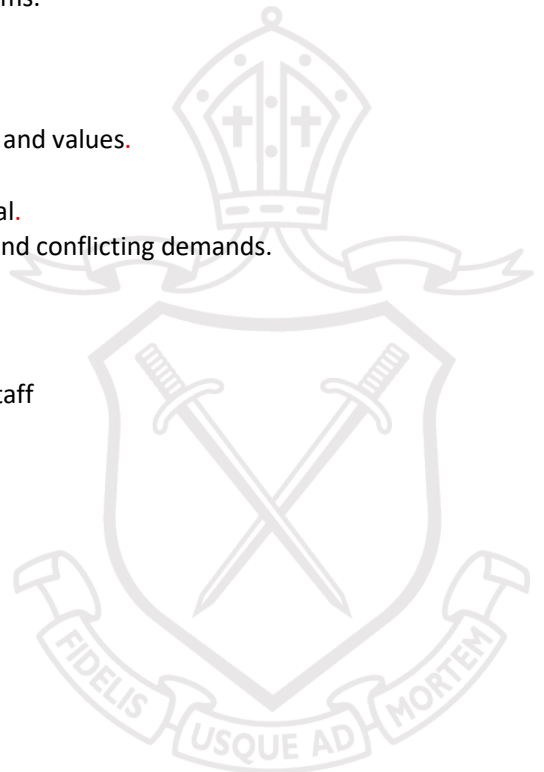 ms.
and values.
al.
nd conflicting demands.
taff
FIDELIS USQUE AD MORTEM